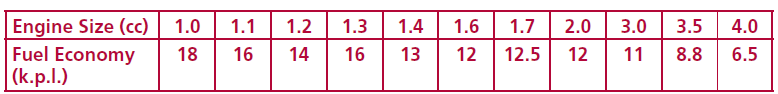 Engine Size (cc) 1.0 1.1 1.2 1.3 1.4 1.6 1.7 2.0 3.0 3.5 4.0
Fuel Economy 18 16 14 16 13 12 12.5 12 11 8.8 6.5
(k.p.l.)